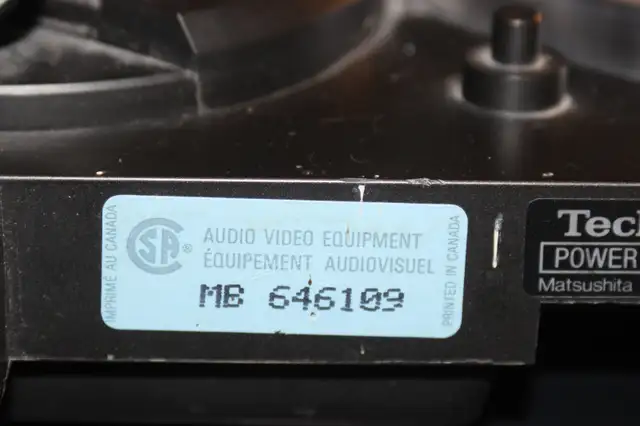 IMPRIMÉ AU CANADA
SA®
AUDIO VIDEO EQUIPMENT
ÉQUIPEMENT AUDIOVISUEL
MB 646109
PRINTED IN CANADA
Tec
POWER
Matsushita